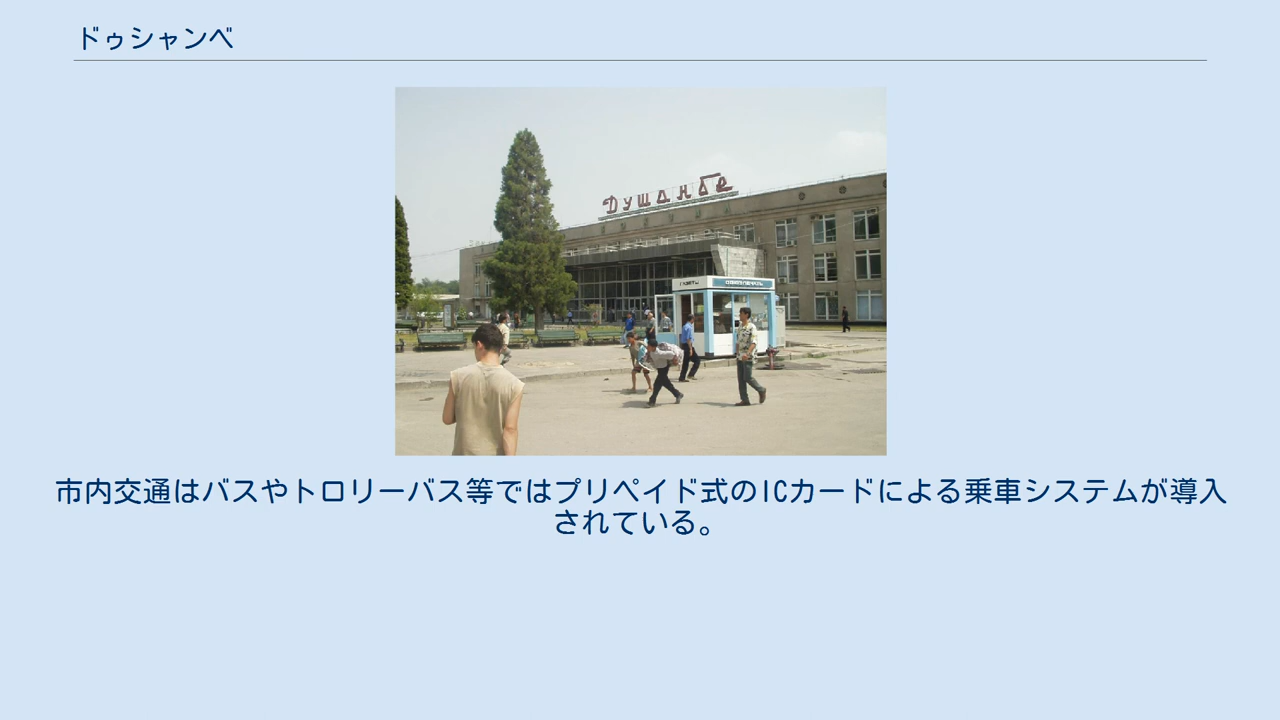 ドゥシャンベ
Душанбе
市内交通はバスやトロリーバス等ではプリペイド式のICカードによる乗車システムが導入
されている。